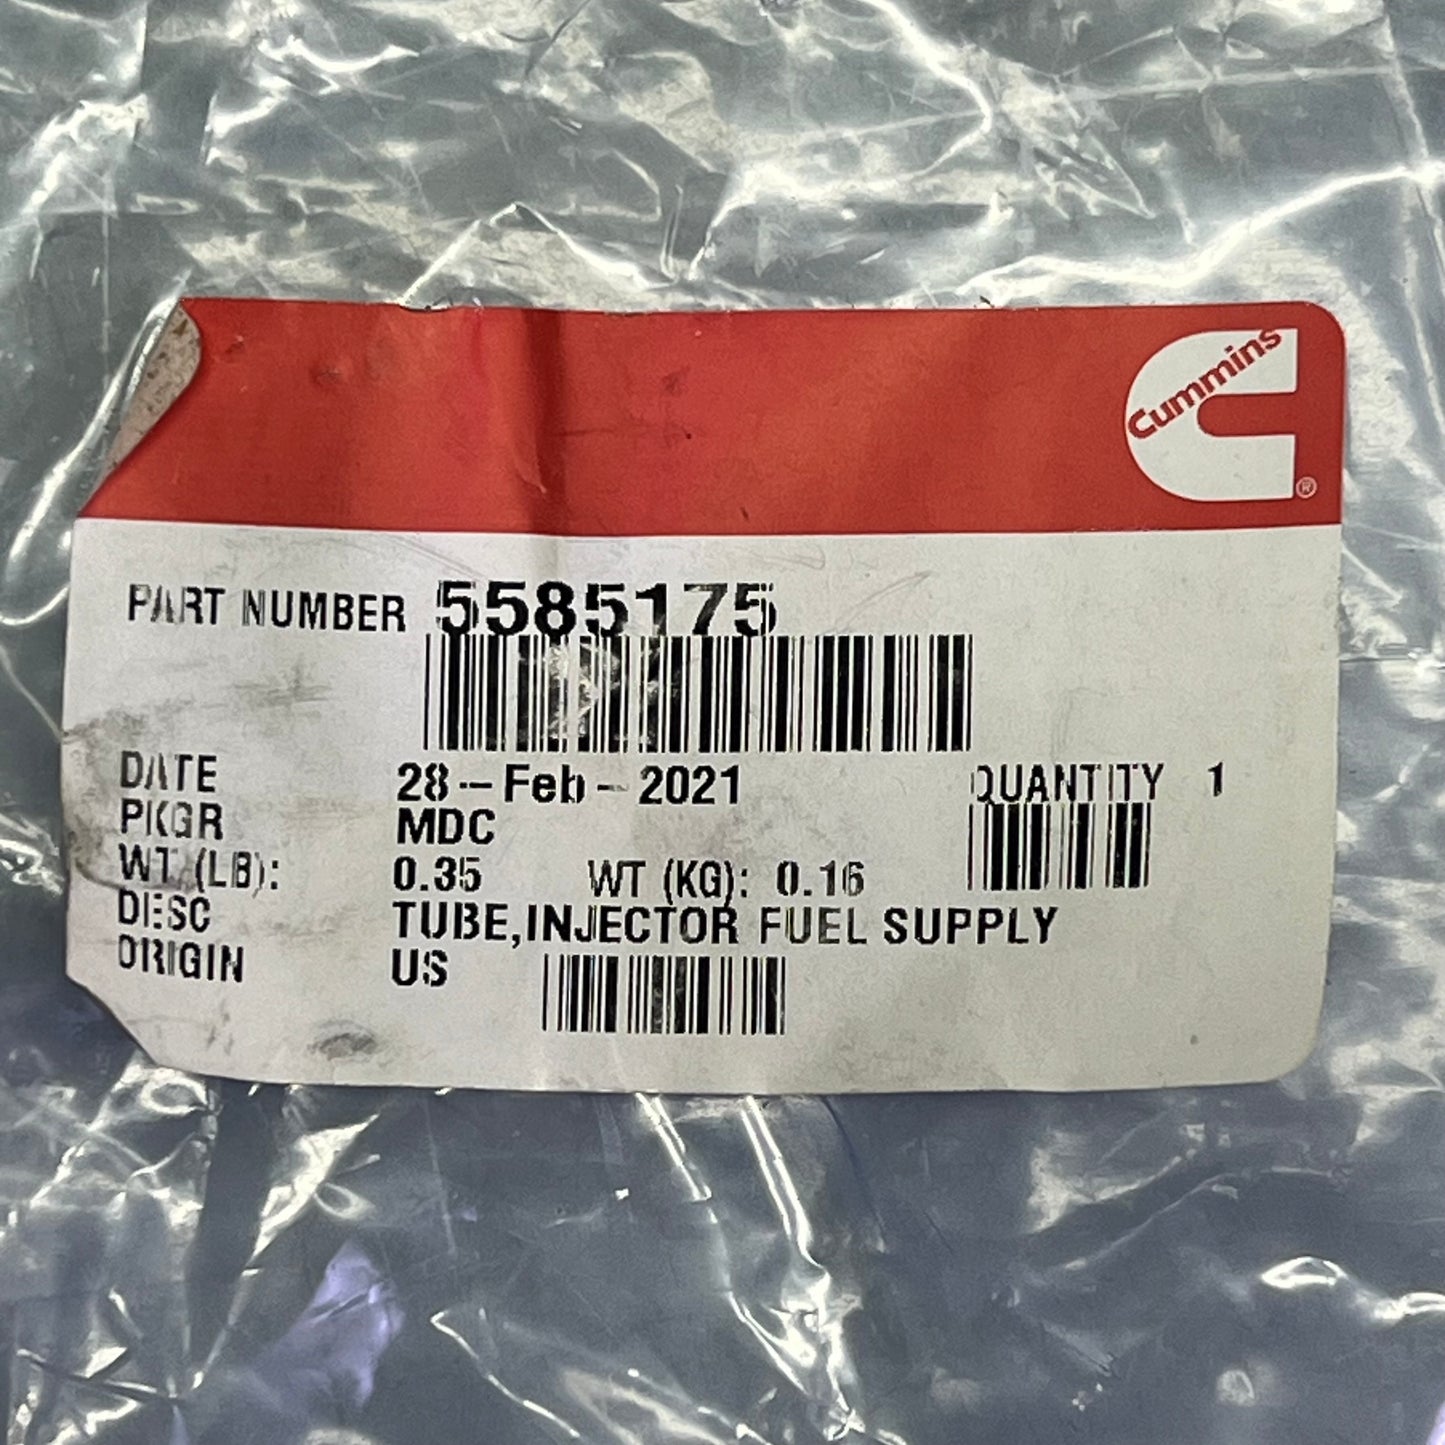 Cummins
®
PART NUMBER 5585175
DATE 28-Feb-2021 QUANTITY 1
PKGR MDC
WT (LB): 0.35 WT (KG): 0.16
DESC TUBE,INJECTOR FUEL SUPPLY
ORIGIN US